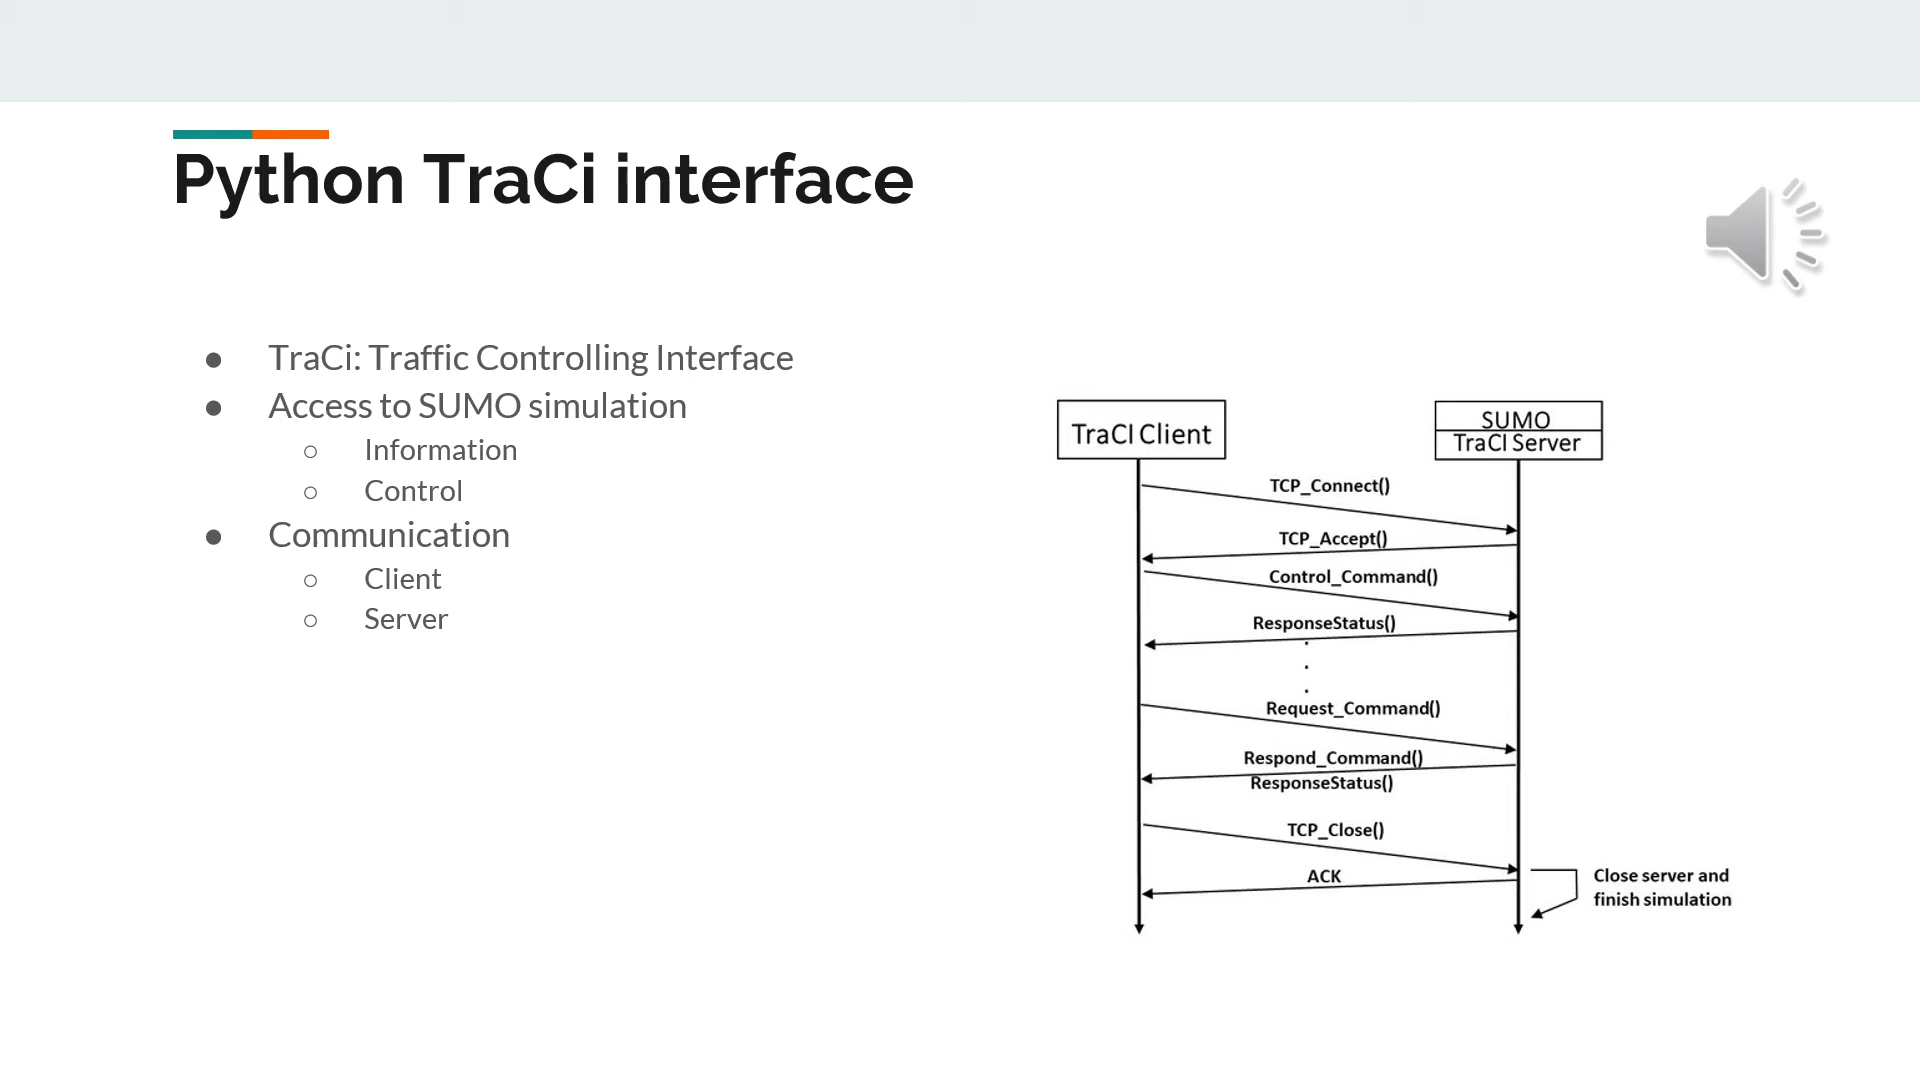 Python TraCi interface
● TraCi: Traffic Controlling Interface
● Access to SUMO simulation
○ Information
○ Control
● Communication
○ Client
○ Server
TraCI Client
SUMO
TraCI Server
TCP_Connect()
TCP_Accept()
Control_Command()
ResponseStatus()
.
.
.
Request_Command()
Respond_Command()
ResponseStatus()
TCP_Close()
ACK
Close server and
finish simulation